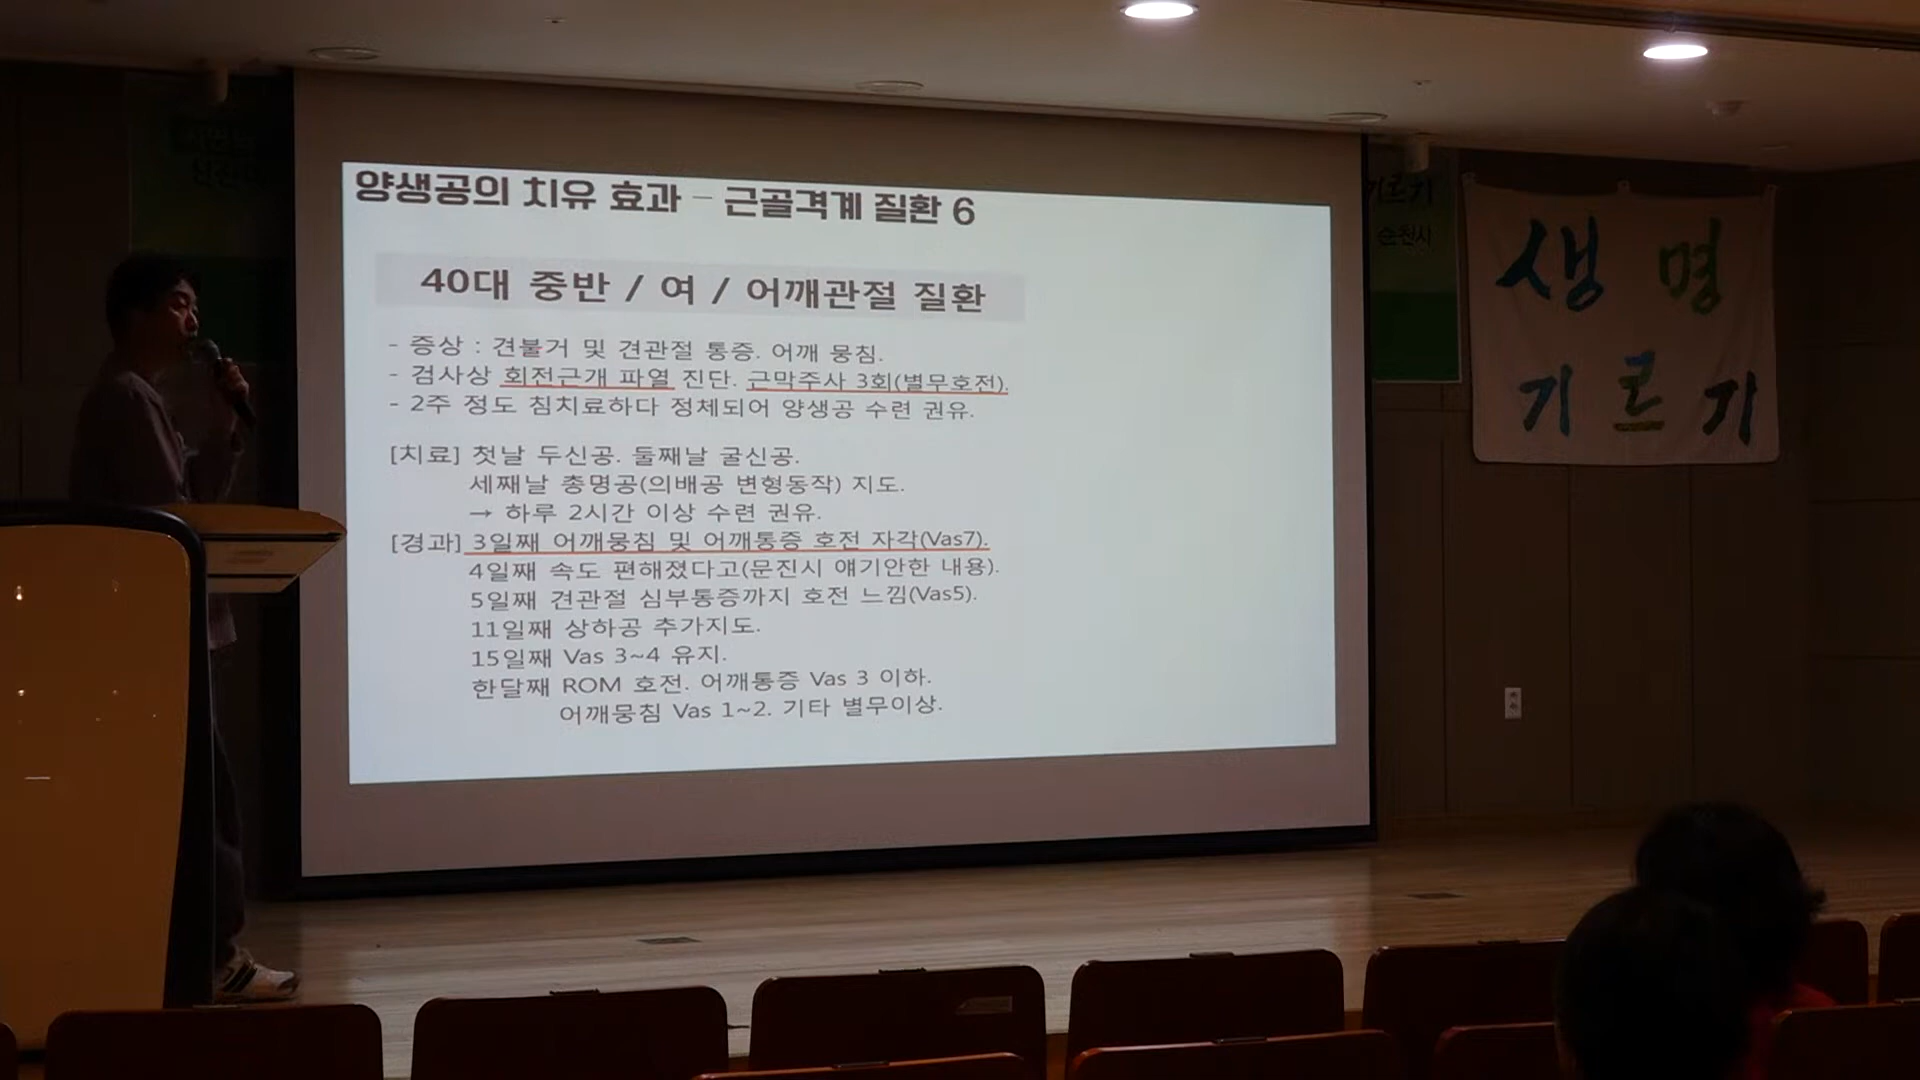 양생공의 치유 효과 – 근골격계 질환 6
40대 중반 / 여 / 어깨관절 질환
- 증상 : 견불거 및 견관절 통증. 어깨 뭉침.
- 검사상 회전근개 파열 진단. 근막주사 3회(별무호전).
- 2주 정도 침치료하다 정체되어 양생공 수련 권유.
[치료] 첫날 두신공. 둘째날 굴신공.
세째날 총명공(의배공 변형동작) 지도.
→ 하루 2시간 이상 수련 권유.
[경과] 3일째 어깨뭉침 및 어깨통증 호전 자각(Vas7).
4일째 속도 편해졌다고(문진시 얘기안한 내용).
5일째 견관절 심부통증까지 호전 느낌(Vas5).
11일째 상하공 추가지도.
15일째 Vas 3~4 유지.
한달째 ROM 호전. 어깨통증 Vas 3 이하.
어깨뭉침 Vas 1~2. 기타 별무이상.
기르기
순천시
생명
기르기